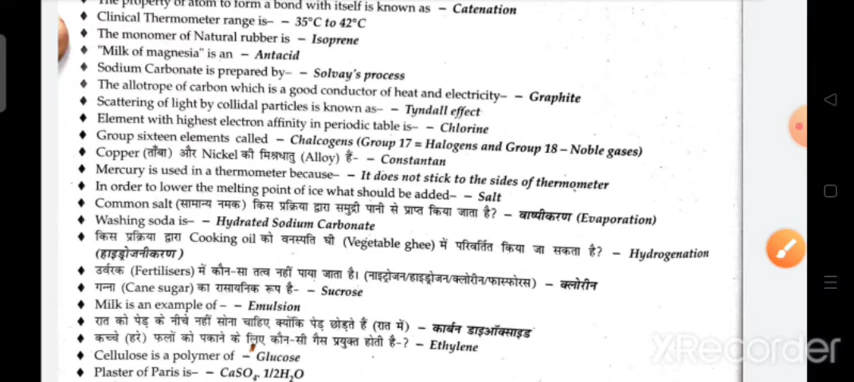 The property of atom to form a bond with itself is known as – Catenation
♦ Clinical Thermometer range is– – 35°C to 42°C
♦ The monomer of Natural rubber is – Isoprene
♦ "Milk of magnesia" is an – Antacid
♦ Sodium Carbonate is prepared by– – Solvay's process
♦ The allotrope of carbon which is a good conductor of heat and electricity– – Graphite
♦ Scattering of light by collidal particles is known as– – Tyndall effect
♦ Element with highest electron affinity in periodic table is– – Chlorine
♦ Group sixteen elements called – Chalcogens (Group 17 = Halogens and Group 18 – Noble gases)
♦ Copper (ताँबा) और Nickel की मिश्रधातु (Alloy) हैं- – Constantan
♦ Mercury is used in a thermometer because– – It does not stick to the sides of thermometer
♦ In order to lower the melting point of ice what should be added– – Salt
♦ Common salt (सामान्य नमक) किस प्रक्रिया द्वारा समुद्री पानी से प्राप्त किया जाता है? – वाष्पीकरण (Evaporation)
♦ Washing soda is– – Hydrated Sodium Carbonate
♦ किस प्रक्रिया द्वारा Cooking oil को वनस्पति घी (Vegetable ghee) में परिवर्तित किया जा सकता है? – Hydrogenation
(हाइड्रोजनीकरण)
♦ उर्वरक (Fertilisers) में कौन-सा तत्व नहीं पाया जाता है। (नाइट्रोजन/हाइड्रोजन/क्लोरीन/फास्फोरस) – क्लोरीन
♦ गन्ना (Cane sugar) का रासायनिक रूप है- – Sucrose
♦ Milk is an example of– – Emulsion
♦ रात को पेड़ के नीचे नहीं सोना चाहिए क्योंकि पेड़ छोड़ते हैं (रात में) – कार्बन डाइऑक्साइड
♦ कच्चे (हरे) फलों को पकाने के लिए कौन-सी गैस प्रयुक्त होती है-? – Ethylene
♦ Cellulose is a polymer of – Glucose
♦ Plaster of Paris is– – CaSO₄. 1/2H₂O
XRecorder